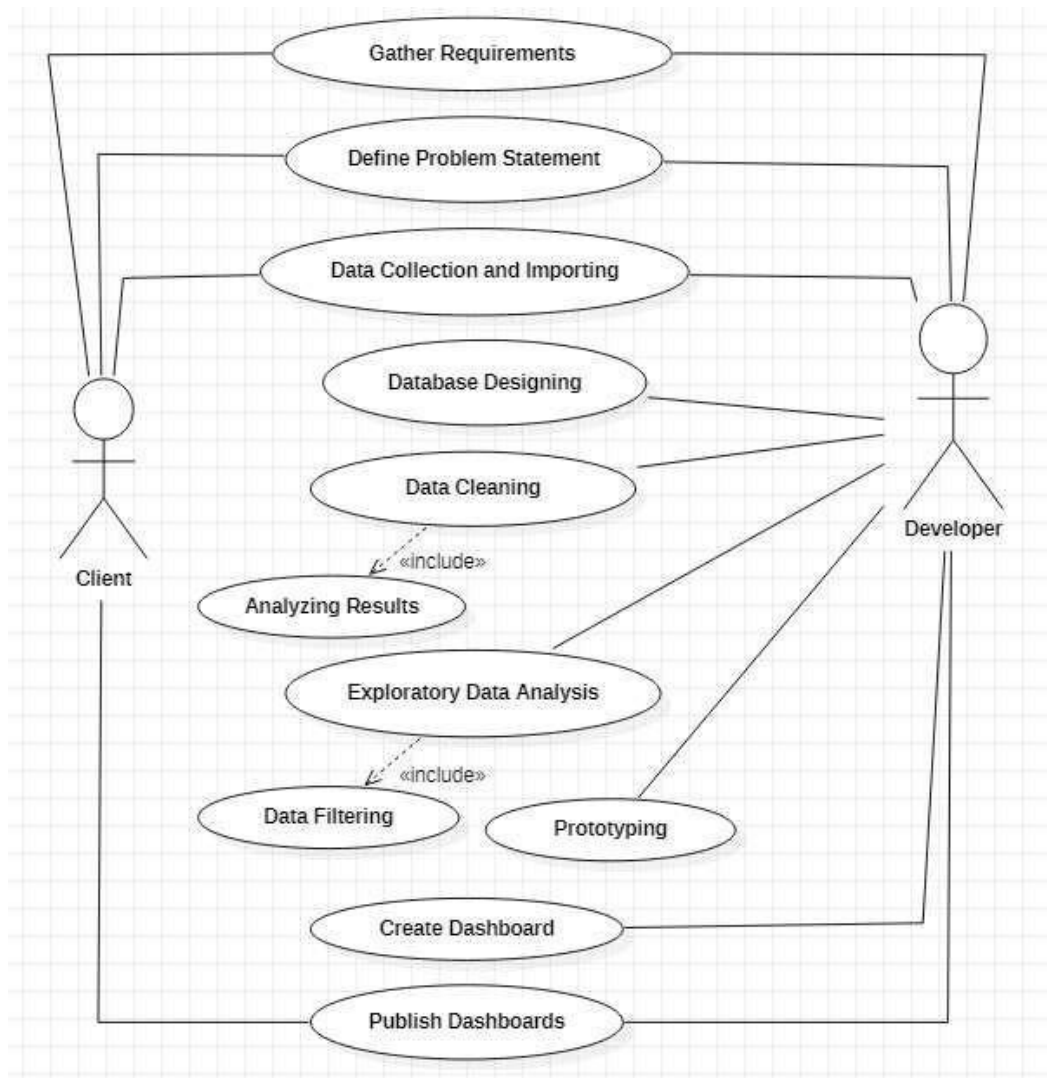 Gather Requirements
Define Problem Statement
Data Collection and Importing
Database Designing
Data Cleaning
Developer
«include»
Client
Analyzing Results
Exploratory Data Analysis
«include»
Data Filtering
Prototyping
Create Dashboard
Publish Dashboards